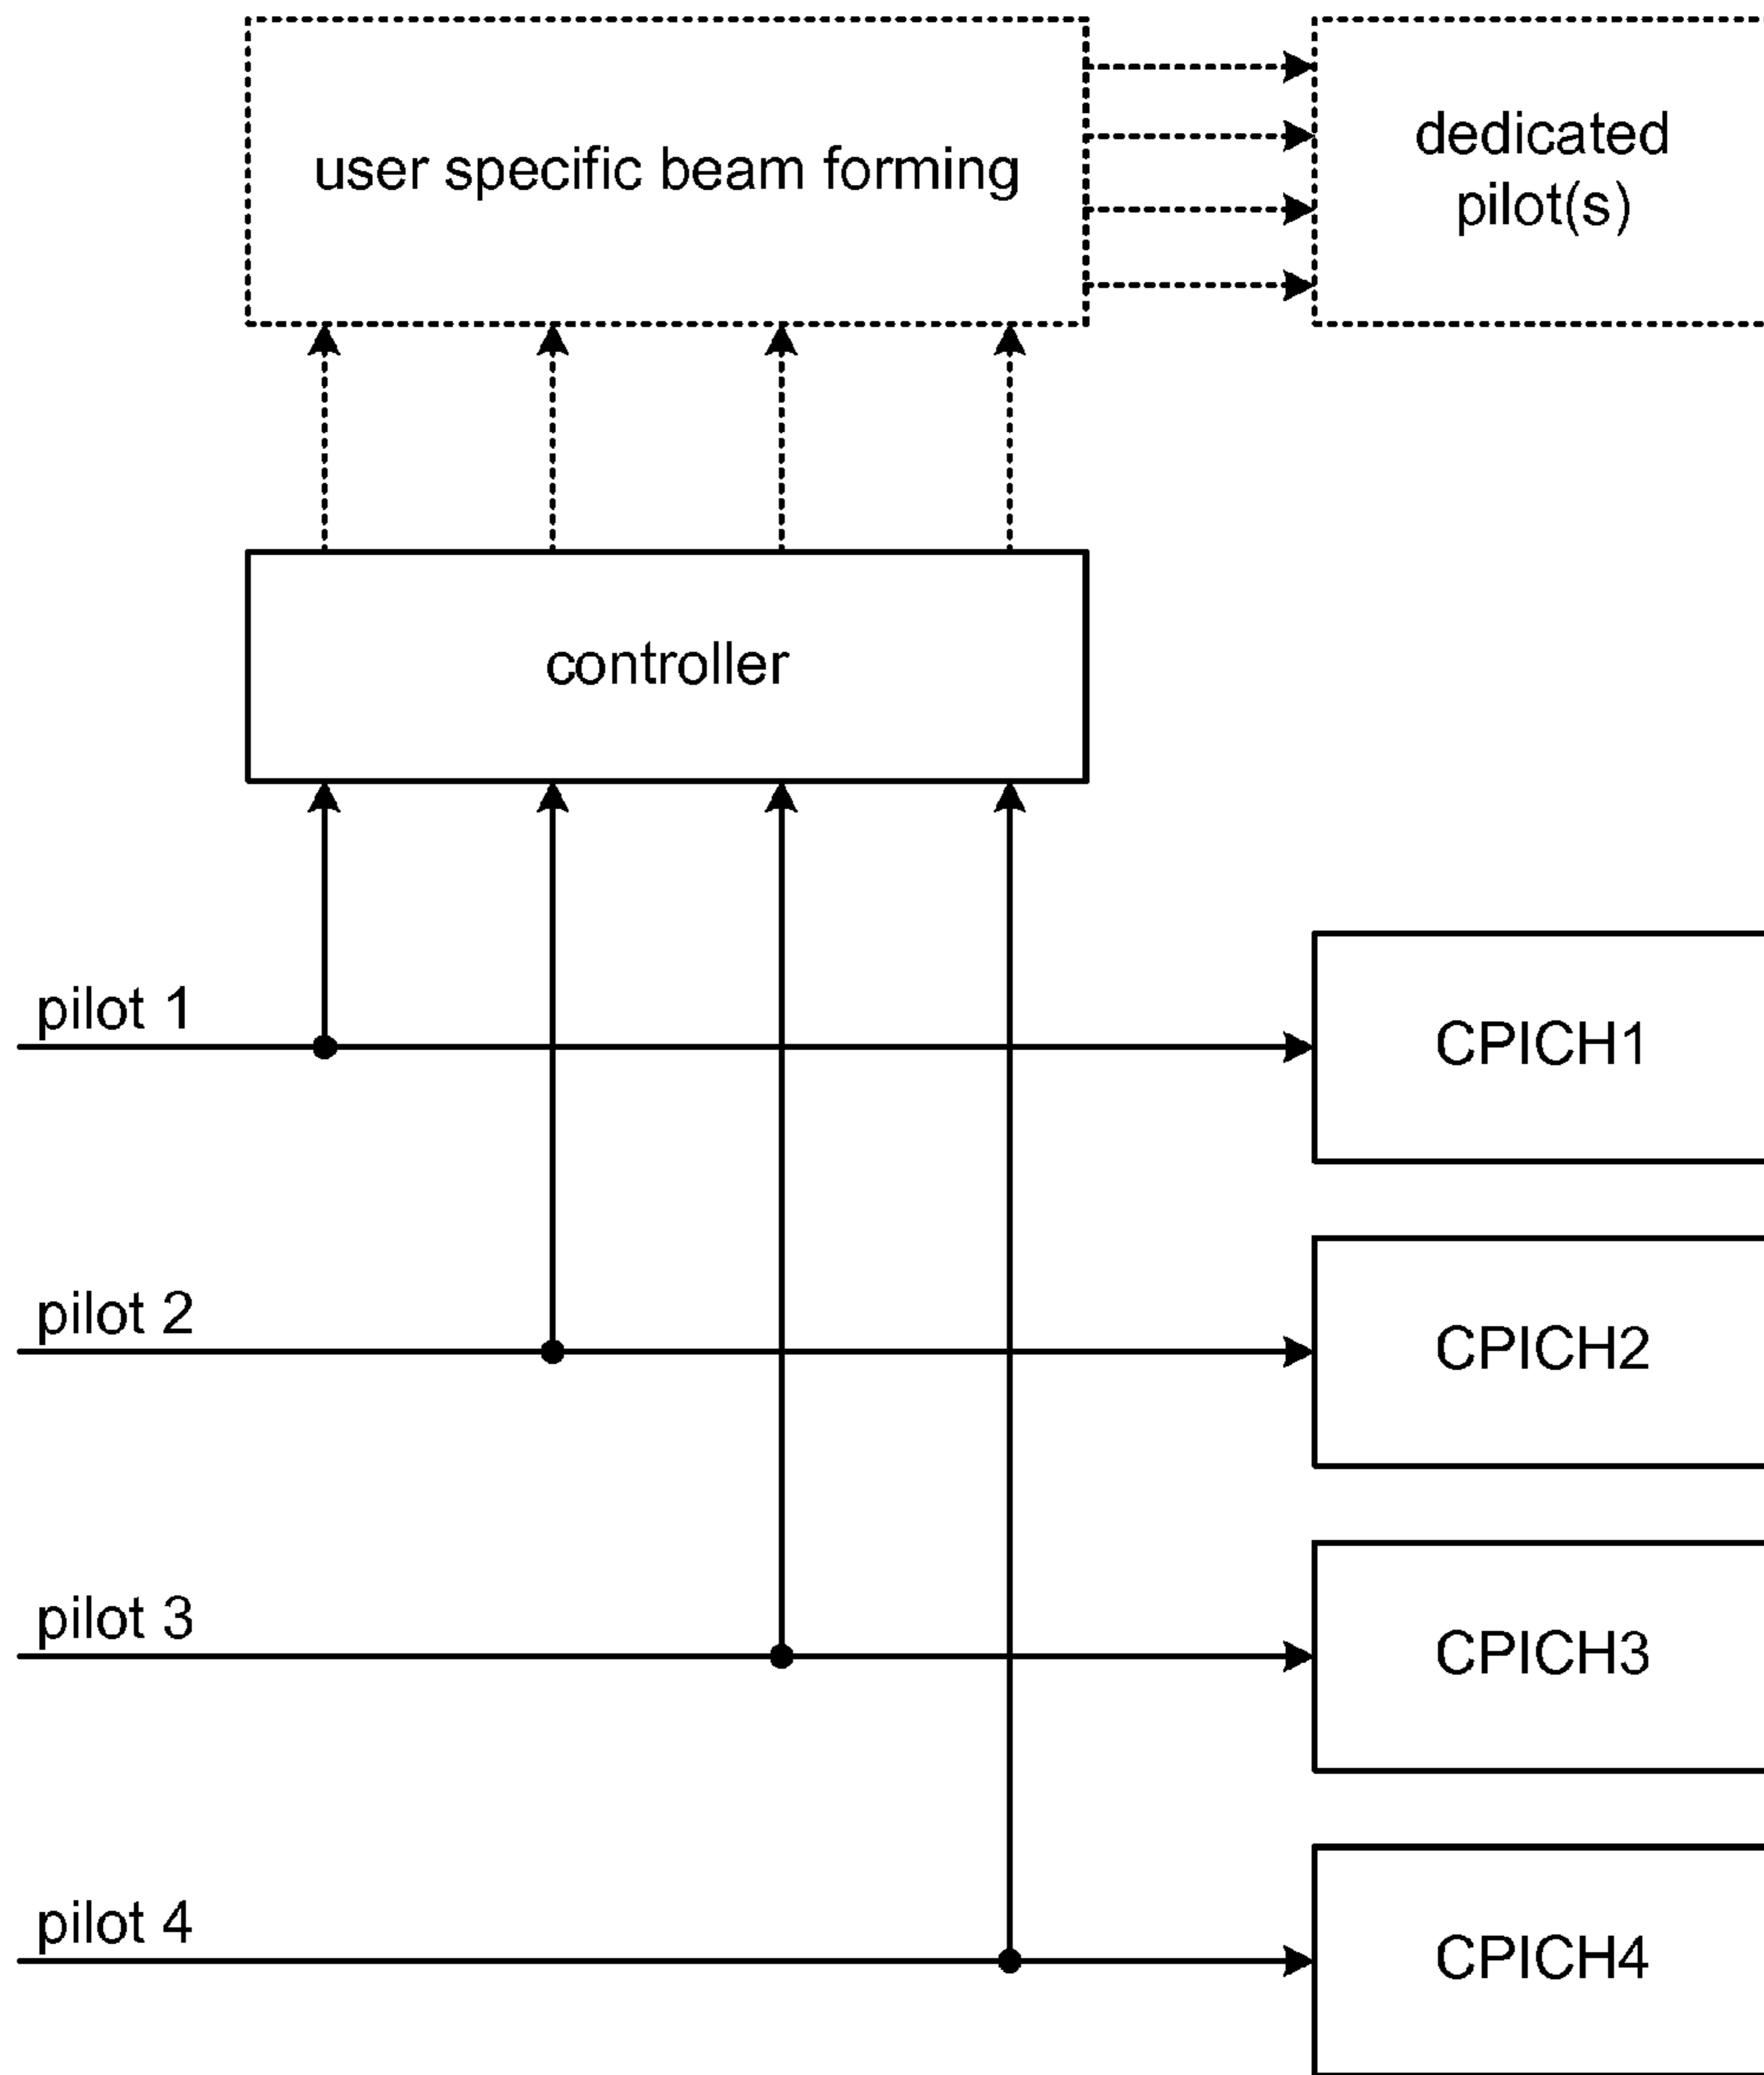 user specific beam forming
dedicated
pilot(s)
controller
pilot 1
CPICH1
pilot 2
CPICH2
pilot 3
CPICH3
pilot 4
CPICH4